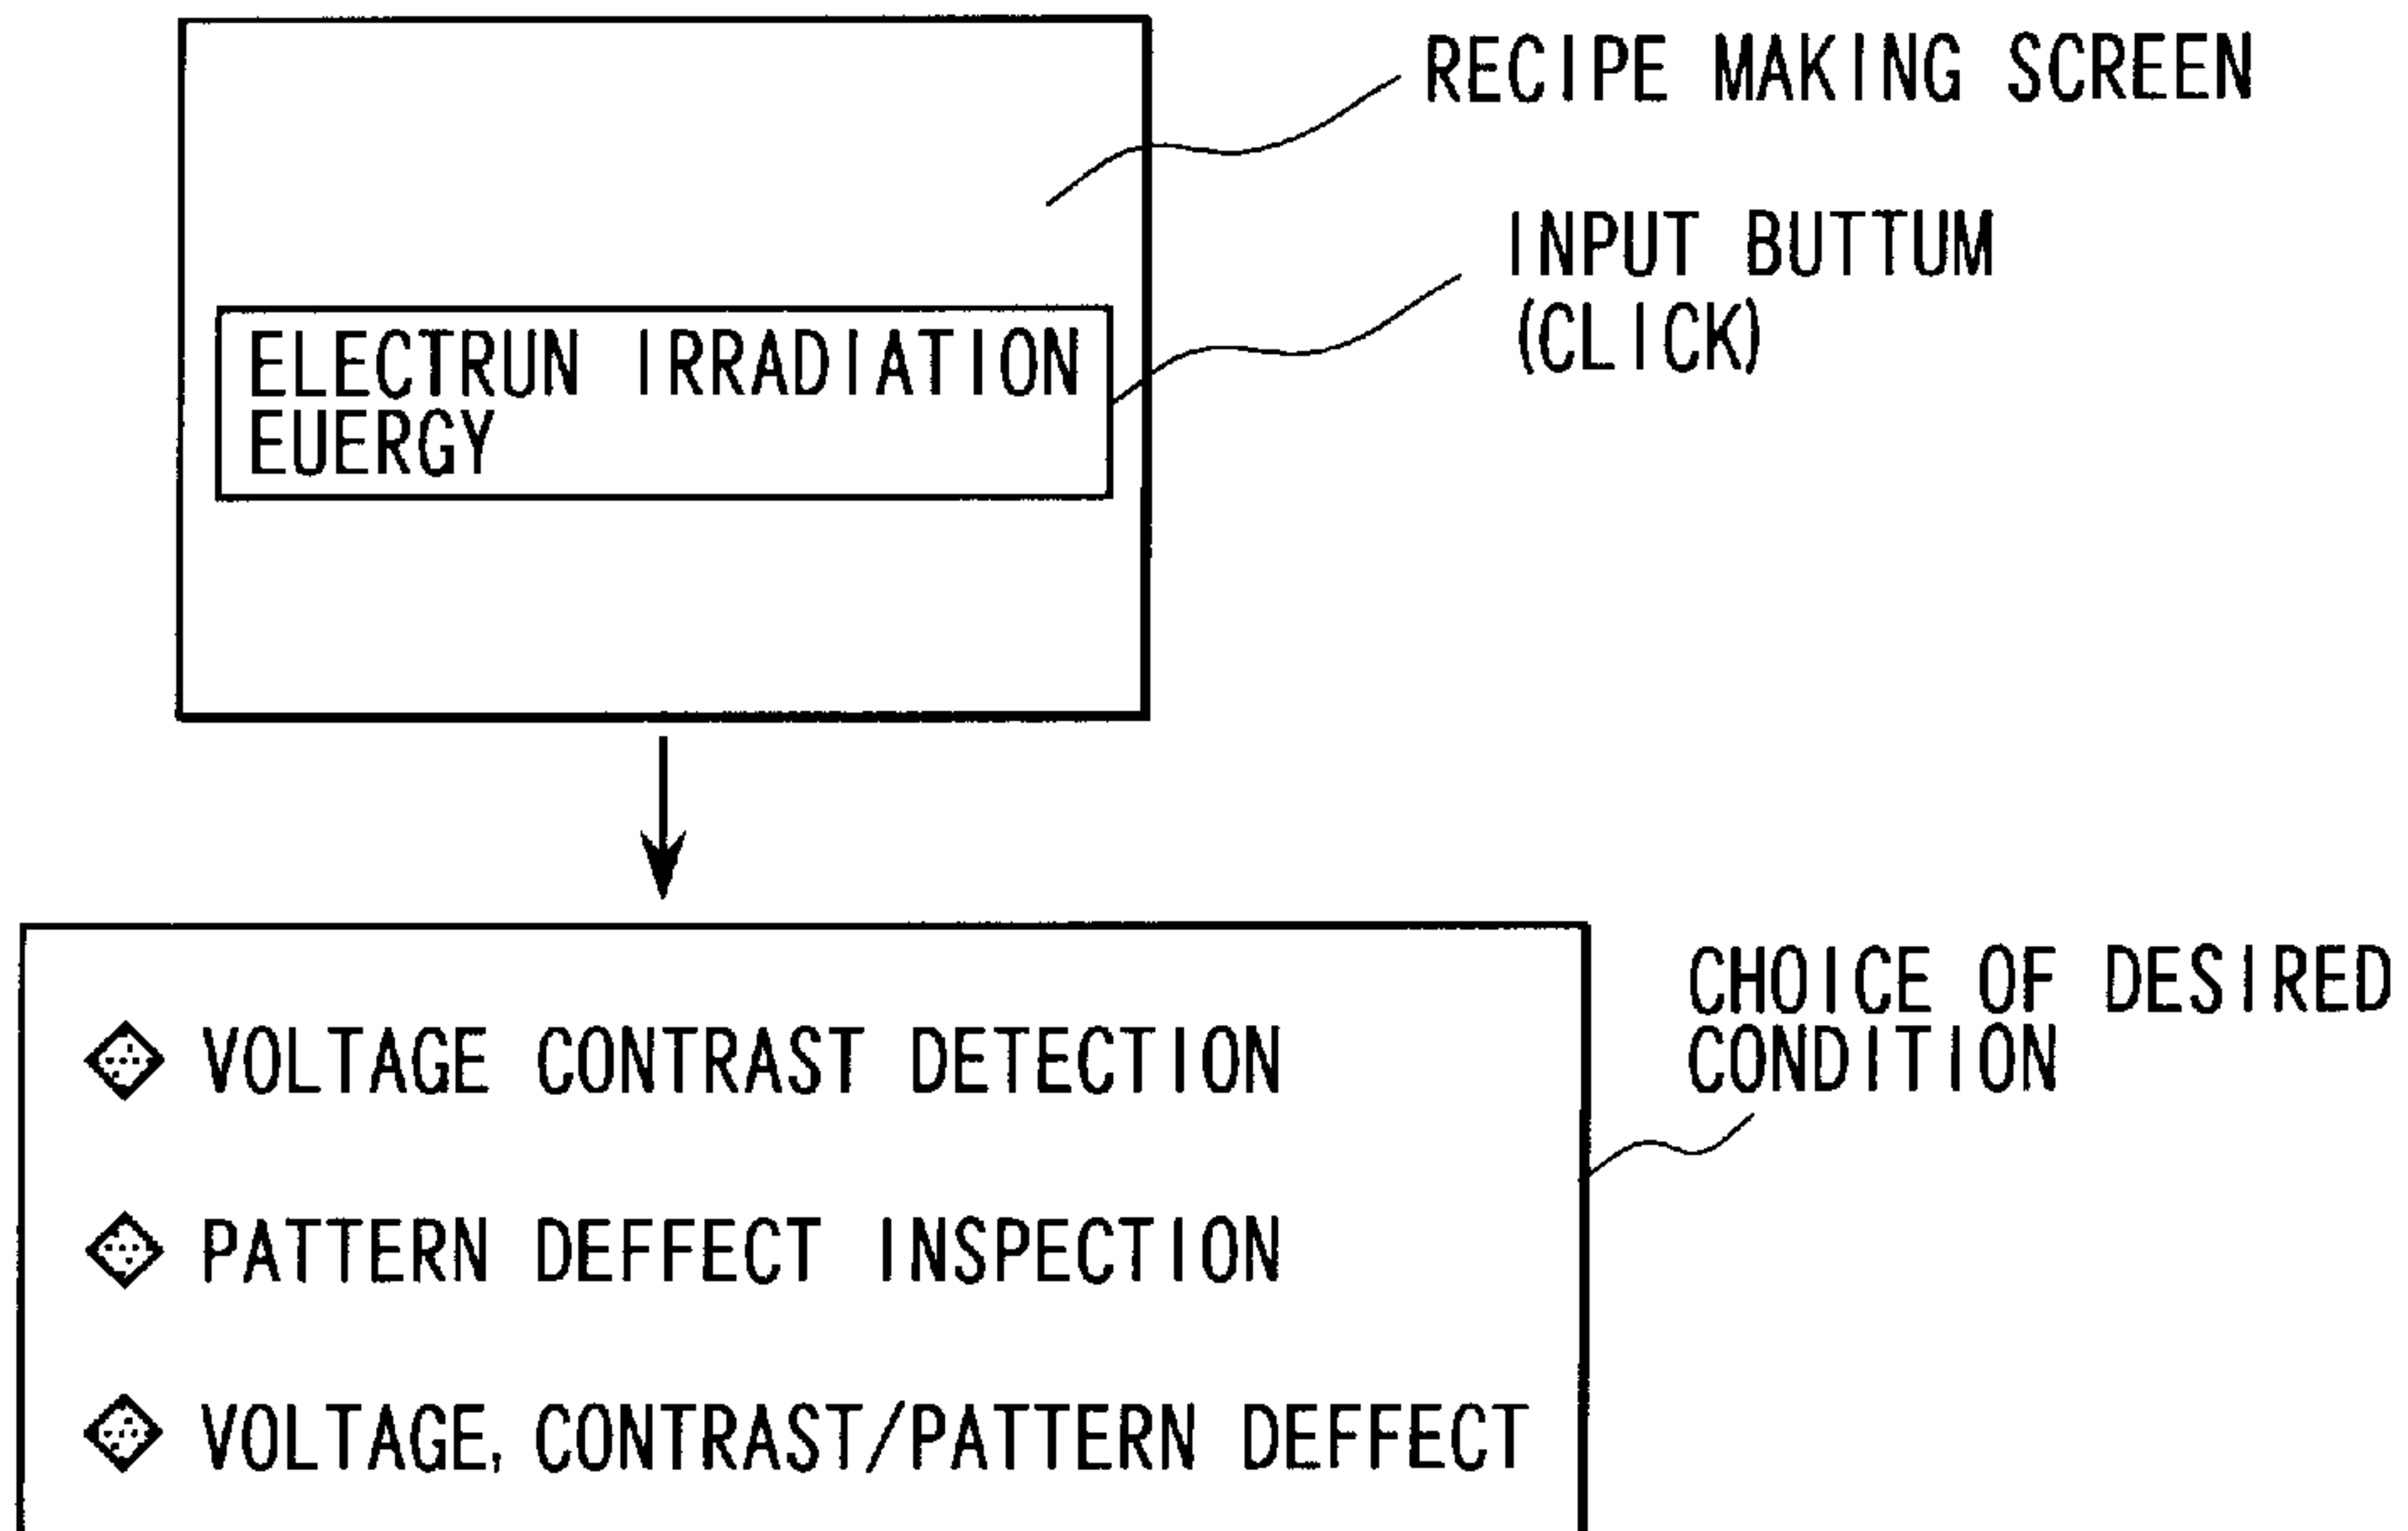 RECIPE MAKING SCREEN
INPUT BUTTUM
(CLICK)
ELECTRUN IRRADIATION
EUERGY
CHOICE OF DESIRED
CONDITION
VOLTAGE CONTRAST DETECTION
PATTERN DEFFECT INSPECTION
VOLTAGE, CONTRAST/PATTERN DEFFECT